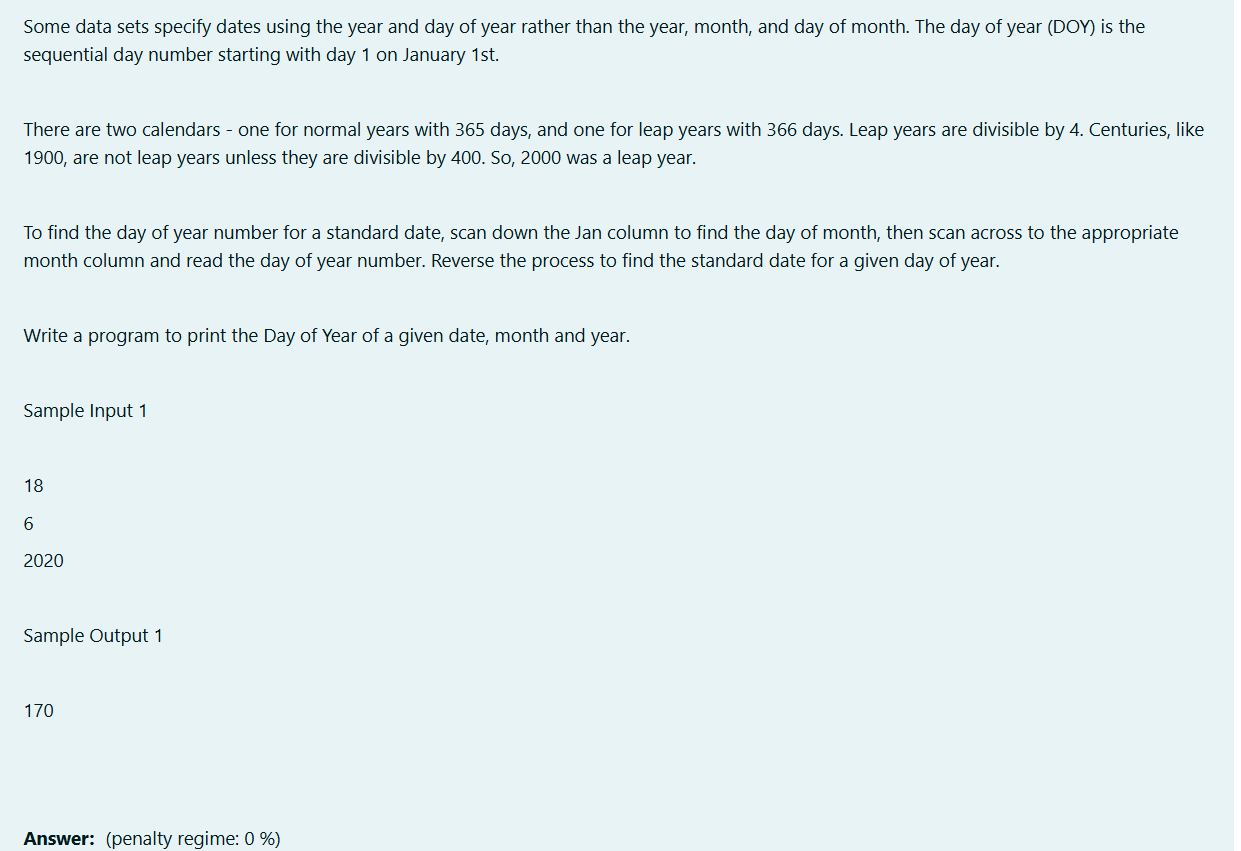 Some data sets specify dates using the year and day of year rather than the year, month, and day of month. The day of year (DOY) is the
sequential day number starting with day 1 on January 1st.
There are two calendars - one for normal years with 365 days, and one for leap years with 366 days. Leap years are divisible by 4. Centuries, like
1900, are not leap years unless they are divisible by 400. So, 2000 was a leap year.
To find the day of year number for a standard date, scan down the Jan column to find the day of month, then scan across to the appropriate
month column and read the day of year number. Reverse the process to find the standard date for a given day of year.
Write a program to print the Day of Year of a given date, month and year.
Sample Input 1
18
6
2020
Sample Output 1
170
Answer: (penalty regime: 0 %)